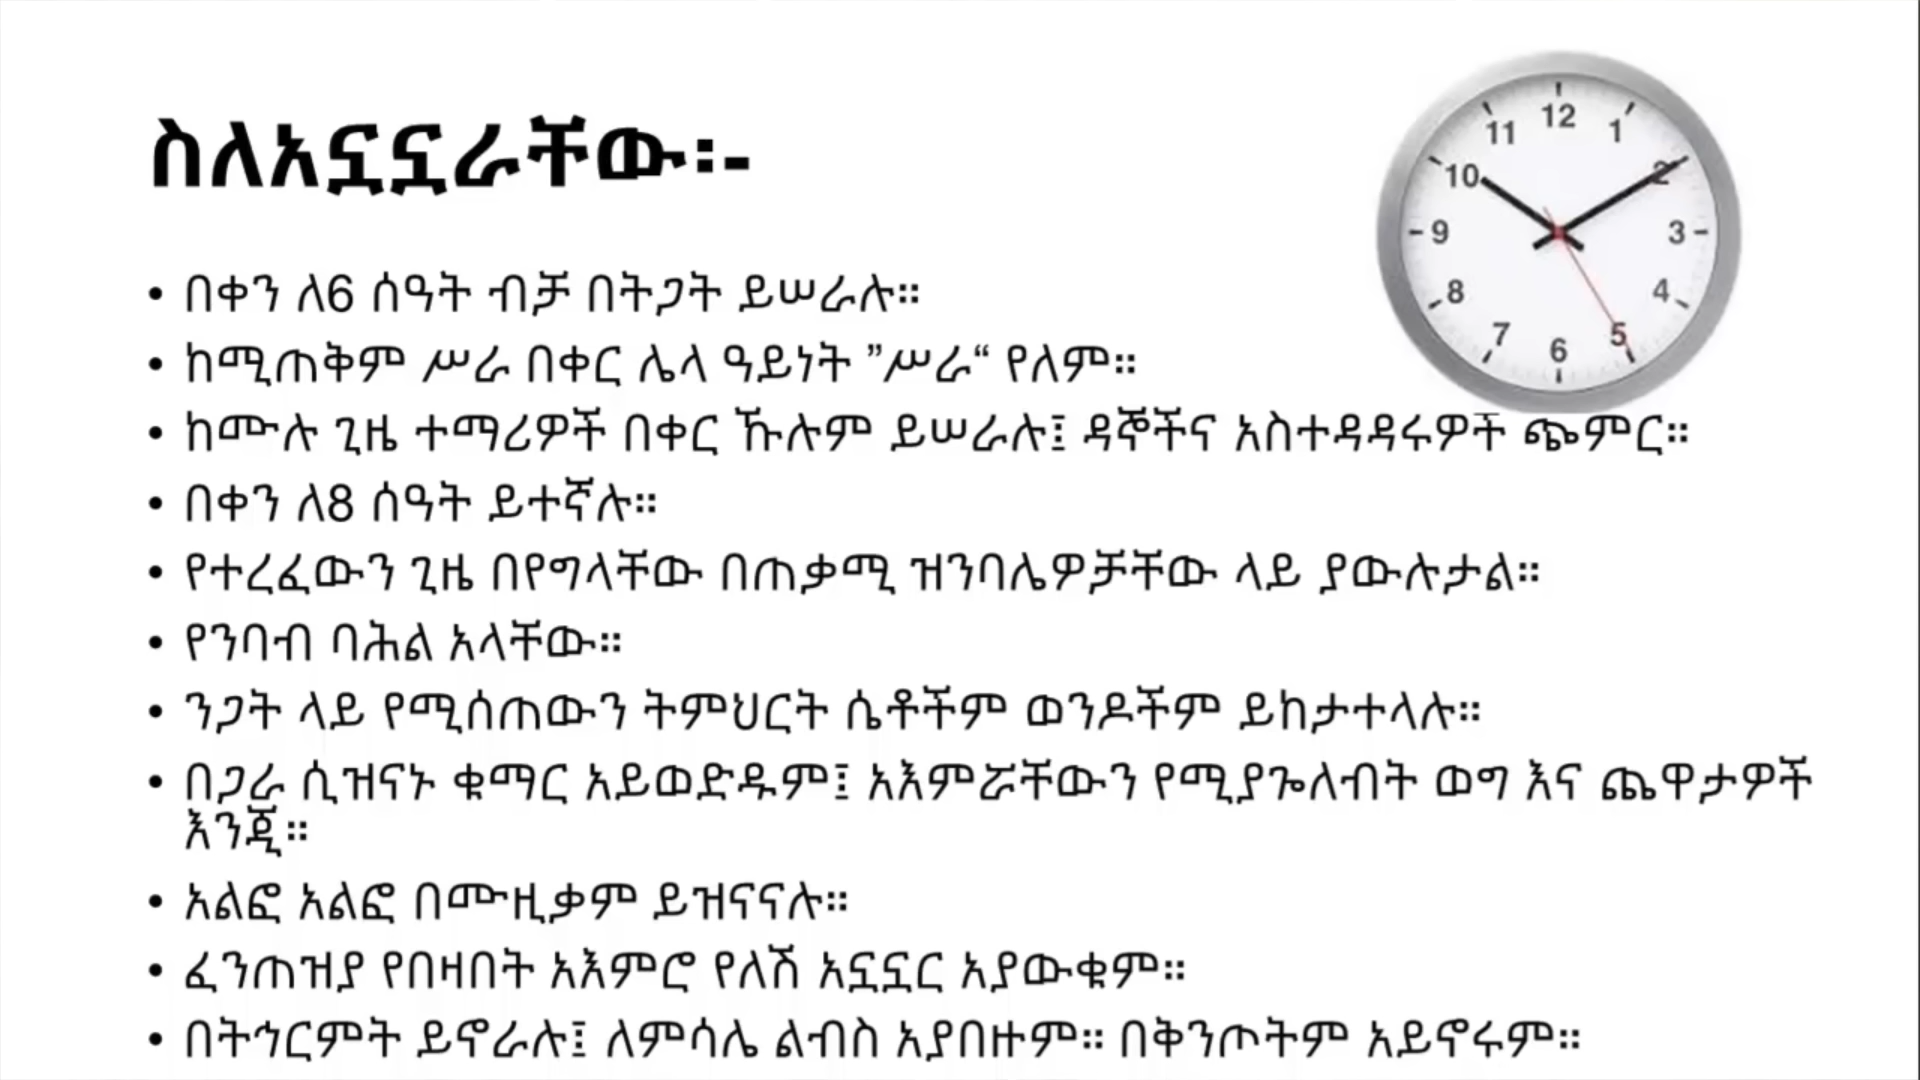 ስለአኗኗራቸው፡-
12
11
1
10
2
9
3
8
4
7
5
6
• በቀን ለ6 ሰዓት ብቻ በትጋት ይሠራሉ።
• ከሚጠቅም ሥራ በቀር ሌላ ዓይነት ”ሥራ“ የለም።
• ከሙሉ ጊዜ ተማሪዎች በቀር ኹሉም ይሠራሉ፤ ዳኞችና አስተዳዳሩዎች ጭምር።
• በቀን ለ8 ሰዓት ይተኛሉ።
• የተረፈውን ጊዜ በየግላቸው በጠቃሚ ዝንባሌዎቻቸው ላይ ያውሉታል።
• የንባብ ባሕል አላቸው።
• ንጋት ላይ የሚሰጠውን ትምህርት ሴቶችም ወንዶችም ይከታተላሉ።
• በጋራ ሲዝናኑ ቁማር አይወድዱም፤ አእምሯቸውን የሚያጐለብት ወግ እና ጨዋታዎች
እንጂ።
• አልፎ አልፎ በሙዚቃም ይዝናናሉ።
• ፈንጠዝያ የበዛበት አእምሮ የለሽ አኗኗር አያውቁም።
• በትኅርምት ይኖራሉ፤ ለምሳሌ ልብስ አያበዙም። በቅንጦትም አይኖሩም።